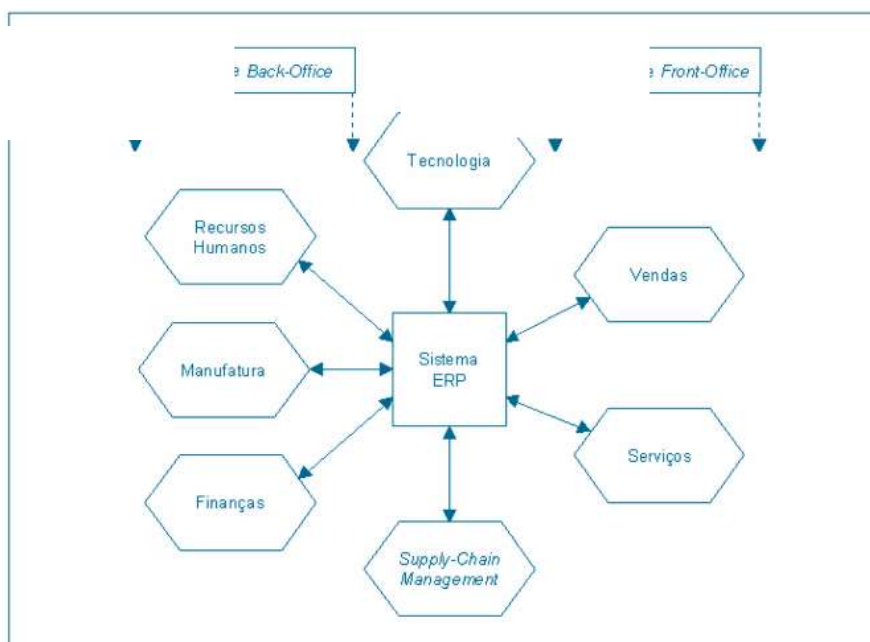 e Back-Office
e Front-Office
Tecnologia
Recursos
Humanos
Vendas
Manufatura
Sistema
ERP
Finanças
Serviços
Supply-Chain
Management